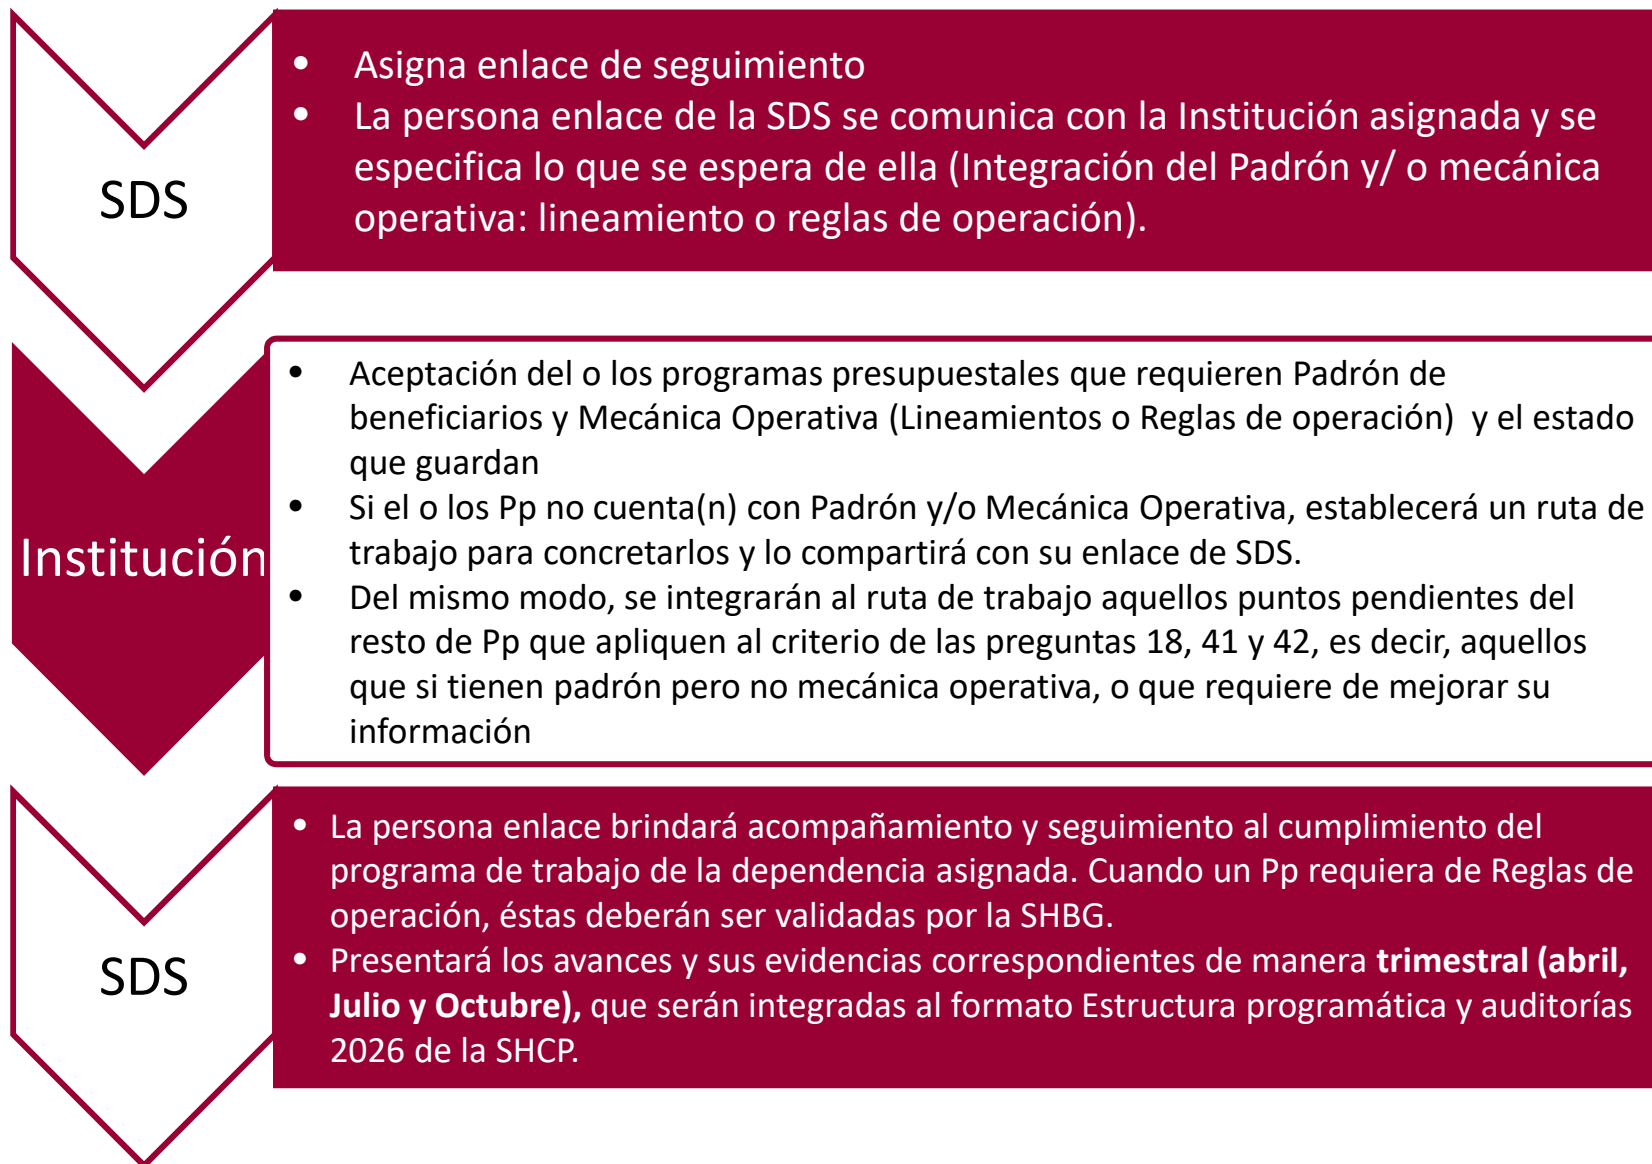 SDS
• Asigna enlace de seguimiento
• La persona enlace de la SDS se comunica con la Institución asignada y se
especifica lo que se espera de ella (Integración del Padrón y/ o mecánica
operativa: lineamiento o reglas de operación).
Institución
• Aceptación del o los programas presupuestales que requieren Padrón de
beneficiarios y Mecánica Operativa (Lineamientos o Reglas de operación) y el estado
que guardan
• Si el o los Pp no cuenta(n) con Padrón y/o Mecánica Operativa, establecerá un ruta de
trabajo para concretarlos y lo compartirá con su enlace de SDS.
• Del mismo modo, se integrarán al ruta de trabajo aquellos puntos pendientes del
resto de Pp que apliquen al criterio de las preguntas 18, 41 y 42, es decir, aquellos
que si tienen padrón pero no mecánica operativa, o que requiere de mejorar su
información
SDS
• La persona enlace brindará acompañamiento y seguimiento al cumplimiento del
programa de trabajo de la dependencia asignada. Cuando un Pp requiera de Reglas de
operación, éstas deberán ser validadas por la SHBG.
• Presentará los avances y sus evidencias correspondientes de manera trimestral (abril,
Julio y Octubre), que serán integradas al formato Estructura programática y auditorías
2026 de la SHCP.